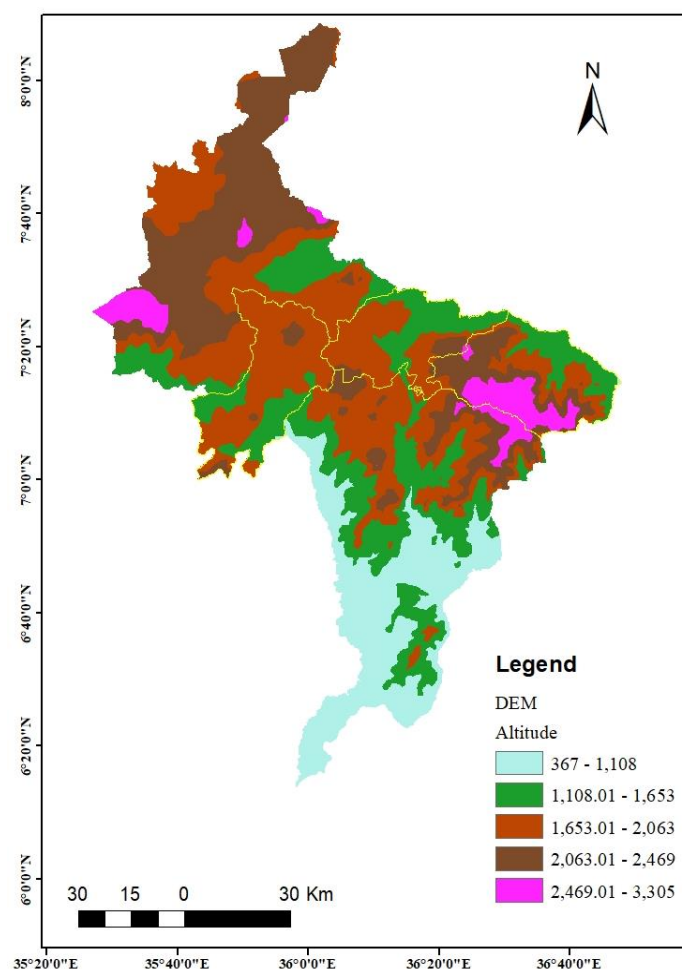 N
8°0'0"N
7°40'0"N
7°20'0"N
7°0'0"N
6°40'0"N
6°20'0"N
6°0'0"N
Legend
DEM
Altitude
367 - 1,108
1,108.01 - 1,653
1,653.01 - 2,063
2,063.01 - 2,469
2,469.01 - 3,305
30 15 0 30 Km
35°20'0"E 35°40'0"E 36°0'0"E 36°20'0"E 36°40'0"E